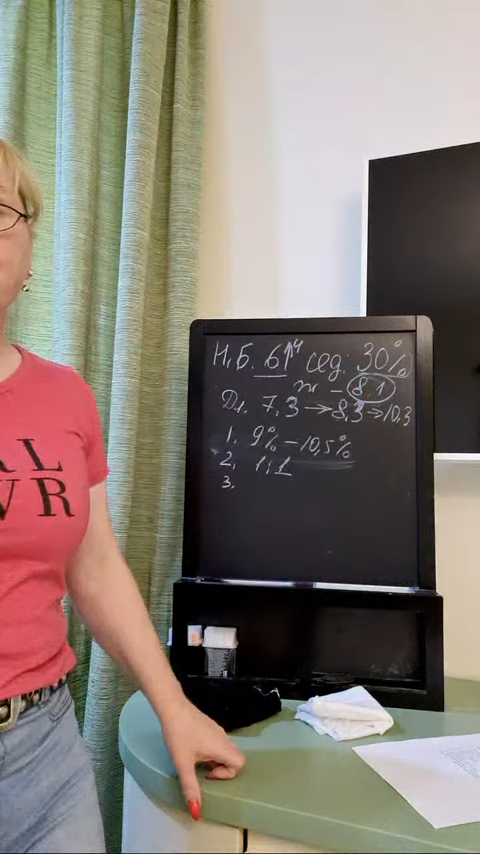 Н.Б. 6↑ч сед. 30%
ж – 8.1
Д1. 7,3 → 8,3 → 10,3
1. 9% – 10,5%
2. 1:1
3.
RL
VR